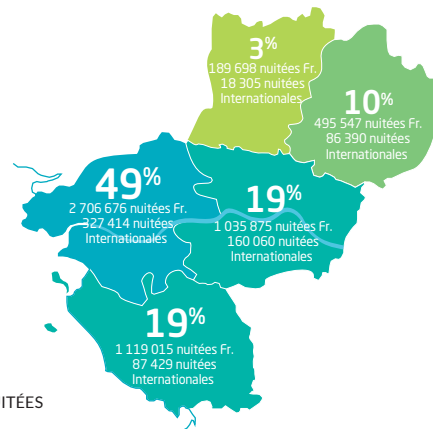 3%
189 698 nuitées Fr.
18 305 nuitées
Internationales
10%
495 547 nuitées Fr.
86 390 nuitées
Internationales
49%
2 706 676 nuitées Fr.
327 414 nuitées
Internationales
19%
1 035 875 nuitées Fr.
160 060 nuitées
Internationales
19%
1 119 015 nuitées Fr.
87 429 nuitées
Internationales
ITÉES